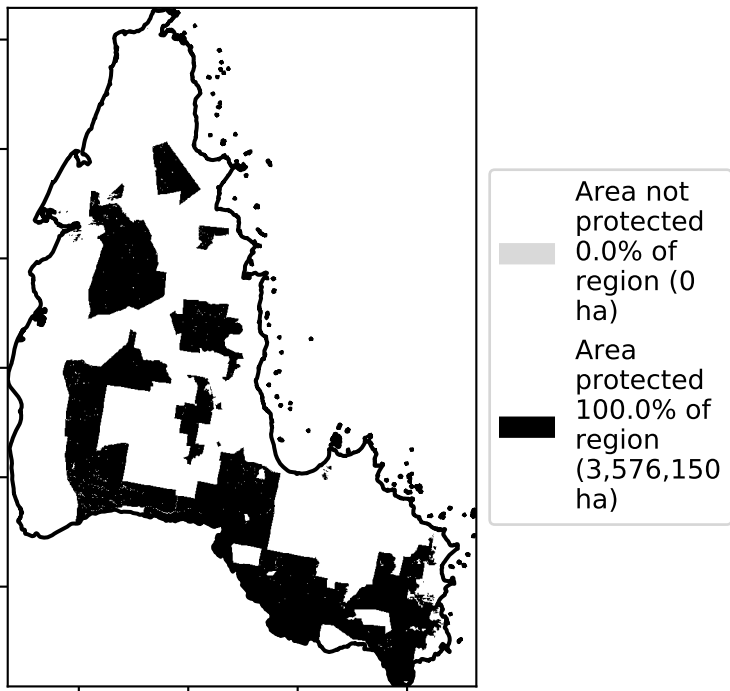 Area not
protected
0.0% of
region (0
ha)
Area
protected
100.0% of
region
(3,576,150
ha)